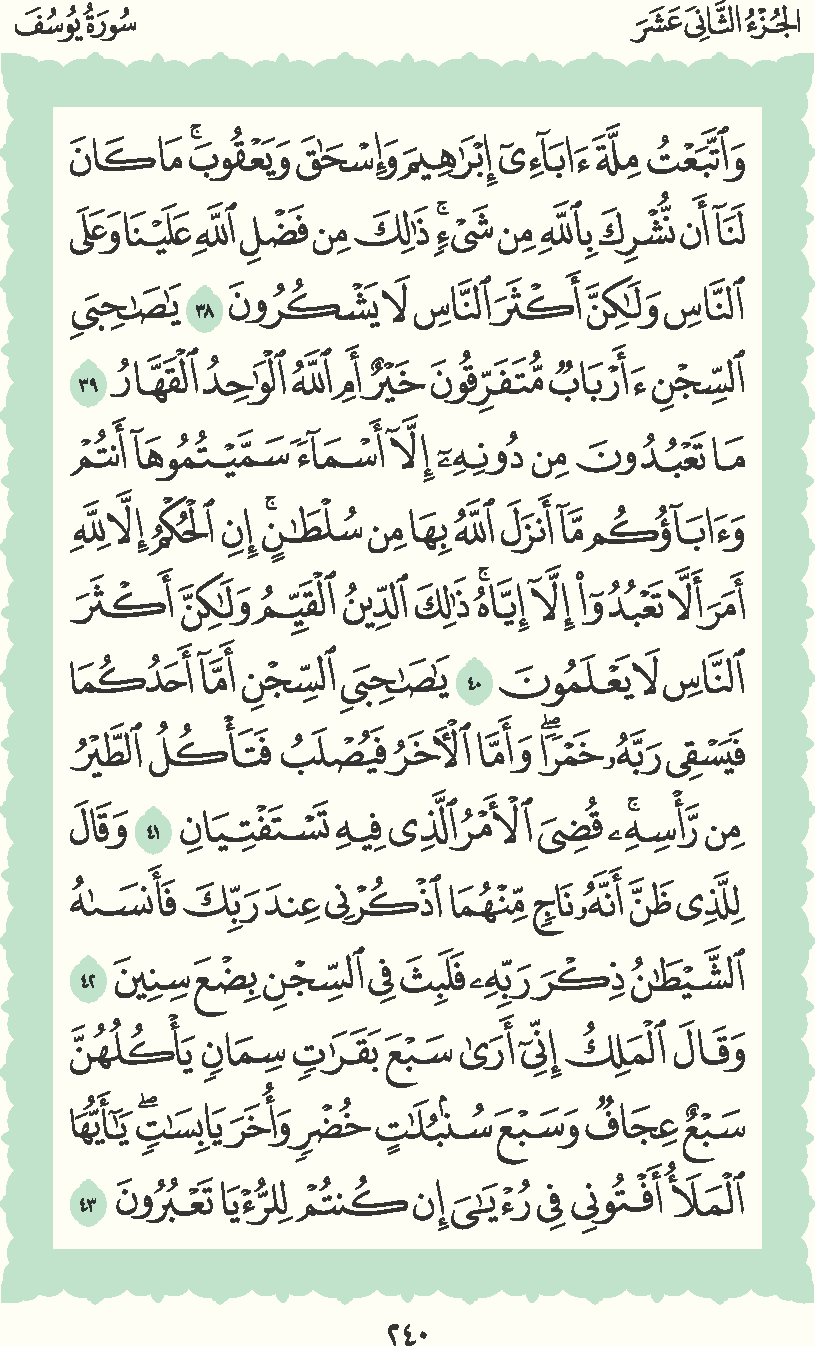 الجُزْءُ الثَّانِىَ عَشَرَ
سُورَةُ يُوسُفَ
وَٱتَّبَعْتُ مِلَّةَ ءَابَآءِىٓ إِبْرَٰهِيمَ وَإِسْحَٰقَ وَيَعْقُوبَۚ مَا كَانَ
لَنَآ أَن نُّشْرِكَ بِٱللَّهِ مِن شَىْءٍۚ ذَٰلِكَ مِن فَضْلِ ٱللَّهِ عَلَيْنَا وَعَلَى
ٱلنَّاسِ وَلَٰكِنَّ أَكْثَرَ ٱلنَّاسِ لَا يَشْكُرُونَ ٣٨ يَٰصَٰحِبَىِ
ٱلسِّجْنِ ءَأَرْبَابٌ مُّتَفَرِّقُونَ خَيْرٌ أَمِ ٱللَّهُ ٱلْوَٰحِدُ ٱلْقَهَّارُ ٣٩
مَا تَعْبُدُونَ مِن دُونِهِۦٓ إِلَّآ أَسْمَآءً سَمَّيْتُمُوهَآ أَنتُمْ
وَءَابَآؤُكُم مَّآ أَنزَلَ ٱللَّهُ بِهَا مِن سُلْطَٰنٍۚ إِنِ ٱلْحُكْمُ إِلَّا لِلَّهِ
أَمَرَ أَلَّا تَعْبُدُوٓا۟ إِلَّآ إِيَّاهُۚ ذَٰلِكَ ٱلدِّينُ ٱلْقَيِّمُ وَلَٰكِنَّ أَكْثَرَ
ٱلنَّاسِ لَا يَعْلَمُونَ ٤٠ يَٰصَٰحِبَىِ ٱلسِّجْنِ أَمَّآ أَحَدُكُمَا
فَيَسْقِى رَبَّهُۥ خَمْرًاۖ وَأَمَّا ٱلْءَاخَرُ فَيُصْلَبُ فَتَأْكُلُ ٱلطَّيْرُ
مِن رَّأْسِهِۦۚ قُضِىَ ٱلْأَمْرُ ٱلَّذِى فِيهِ تَسْتَفْتِيَانِ ٤١ وَقَالَ
لِلَّذِى ظَنَّ أَنَّهُۥ نَاجٍ مِّنْهُمَا ٱذْكُرْنِى عِندَ رَبِّكَ فَأَنسَىٰهُ
ٱلشَّيْطَٰنُ ذِكْرَ رَبِّهِۦ فَلَبِثَ فِى ٱلسِّجْنِ بِضْعَ سِنِينَ ٤٢
وَقَالَ ٱلْمَلِكُ إِنِّىٓ أَرَىٰ سَبْعَ بَقَرَٰتٍ سِمَانٍ يَأْكُلُهُنَّ
سَبْعٌ عِجَافٌ وَسَبْعَ سُنۢبُلَٰتٍ خُضْرٍ وَأُخَرَ يَابِسَٰتٍۖ يَٰٓأَيُّهَا
ٱلْمَلَأُ أَفْتُونِى فِى رُءْيَٰىَ إِن كُنتُمْ لِلرُّءْيَا تَعْبُرُونَ ٤٣
٢٤٠